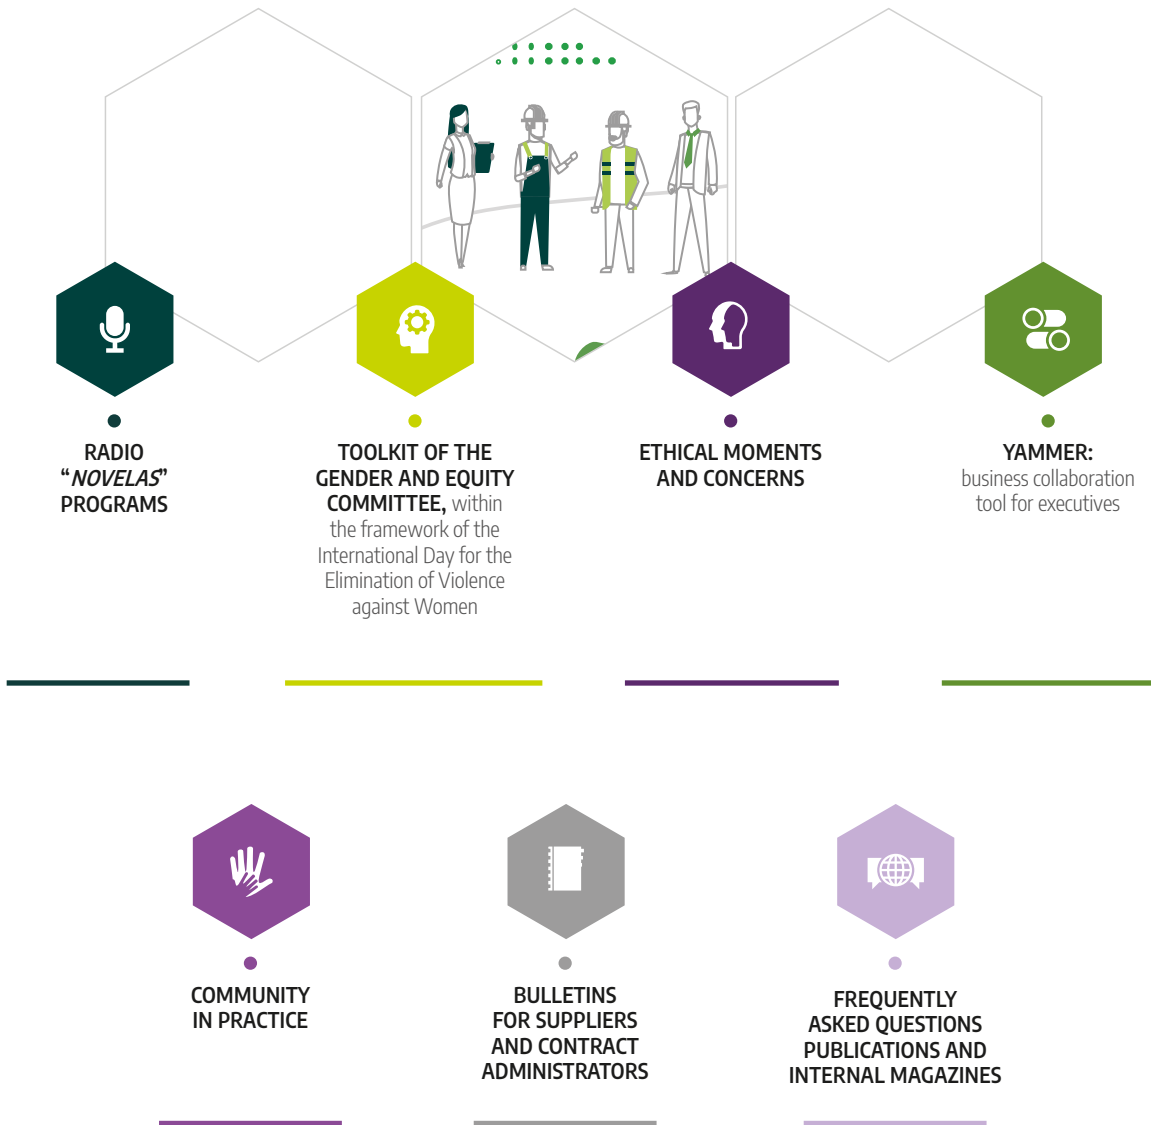 RADIO
“NOVELAS”
PROGRAMS
TOOLKIT OF THE
GENDER AND EQUITY
COMMITTEE, within
the framework of the
International Day for the
Elimination of Violence
against Women
ETHICAL MOMENTS
AND CONCERNS
YAMMER:
business collaboration
tool for executives
COMMUNITY
IN PRACTICE
BULLETINS
FOR SUPPLIERS
AND CONTRACT
ADMINISTRATORS
FREQUENTLY
ASKED QUESTIONS
PUBLICATIONS AND
INTERNAL MAGAZINES